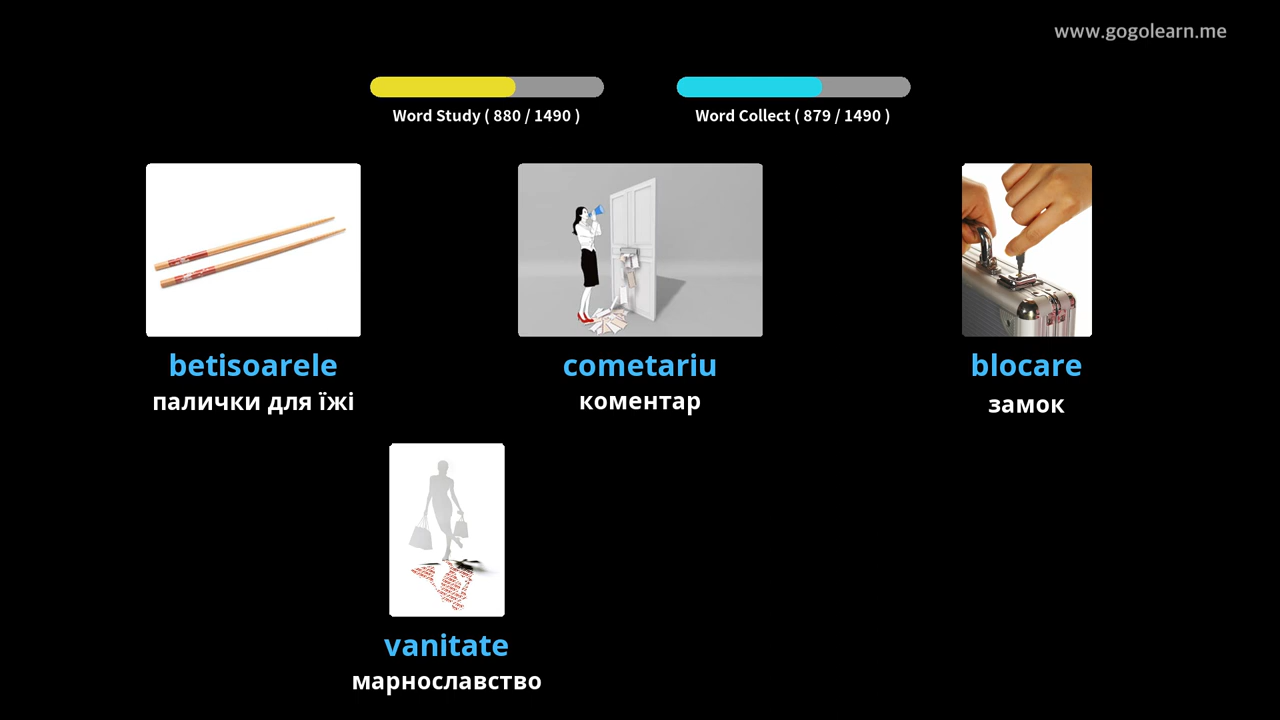 www.gogolearn.me
Word Study ( 880 / 1490 )
Word Collect ( 879 / 1490 )
betisoarele
палички для їжі
cometariu
коментар
blocare
замок
vanitate
марнославство